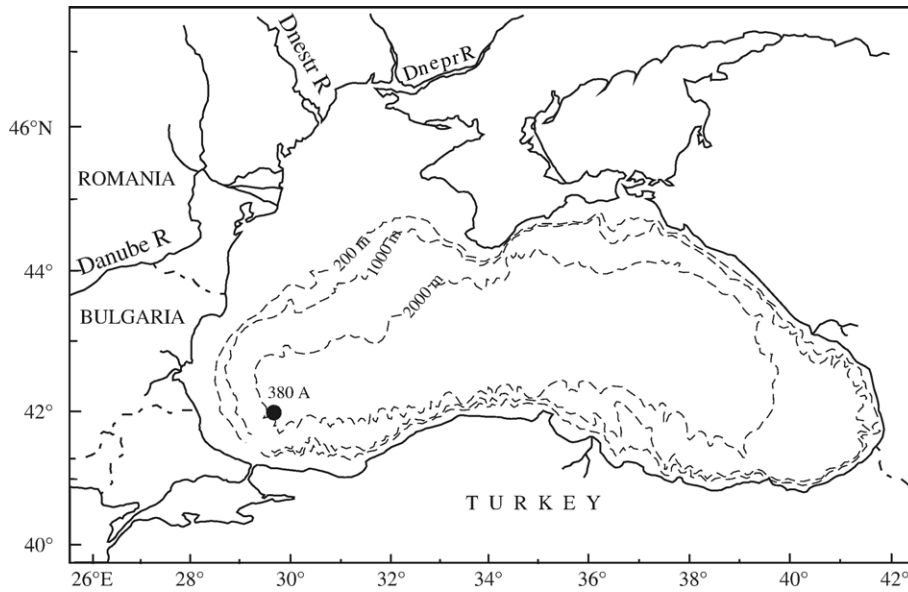 Dnestr R
Dnepr R
46°N
ROMANIA
Danube R
44°
BULGARIA
200 m
1000 m
2000 m
380 A
42°
TURKEY
40°
26°E
28°
30°
32°
34°
36°
38°
40°
42°